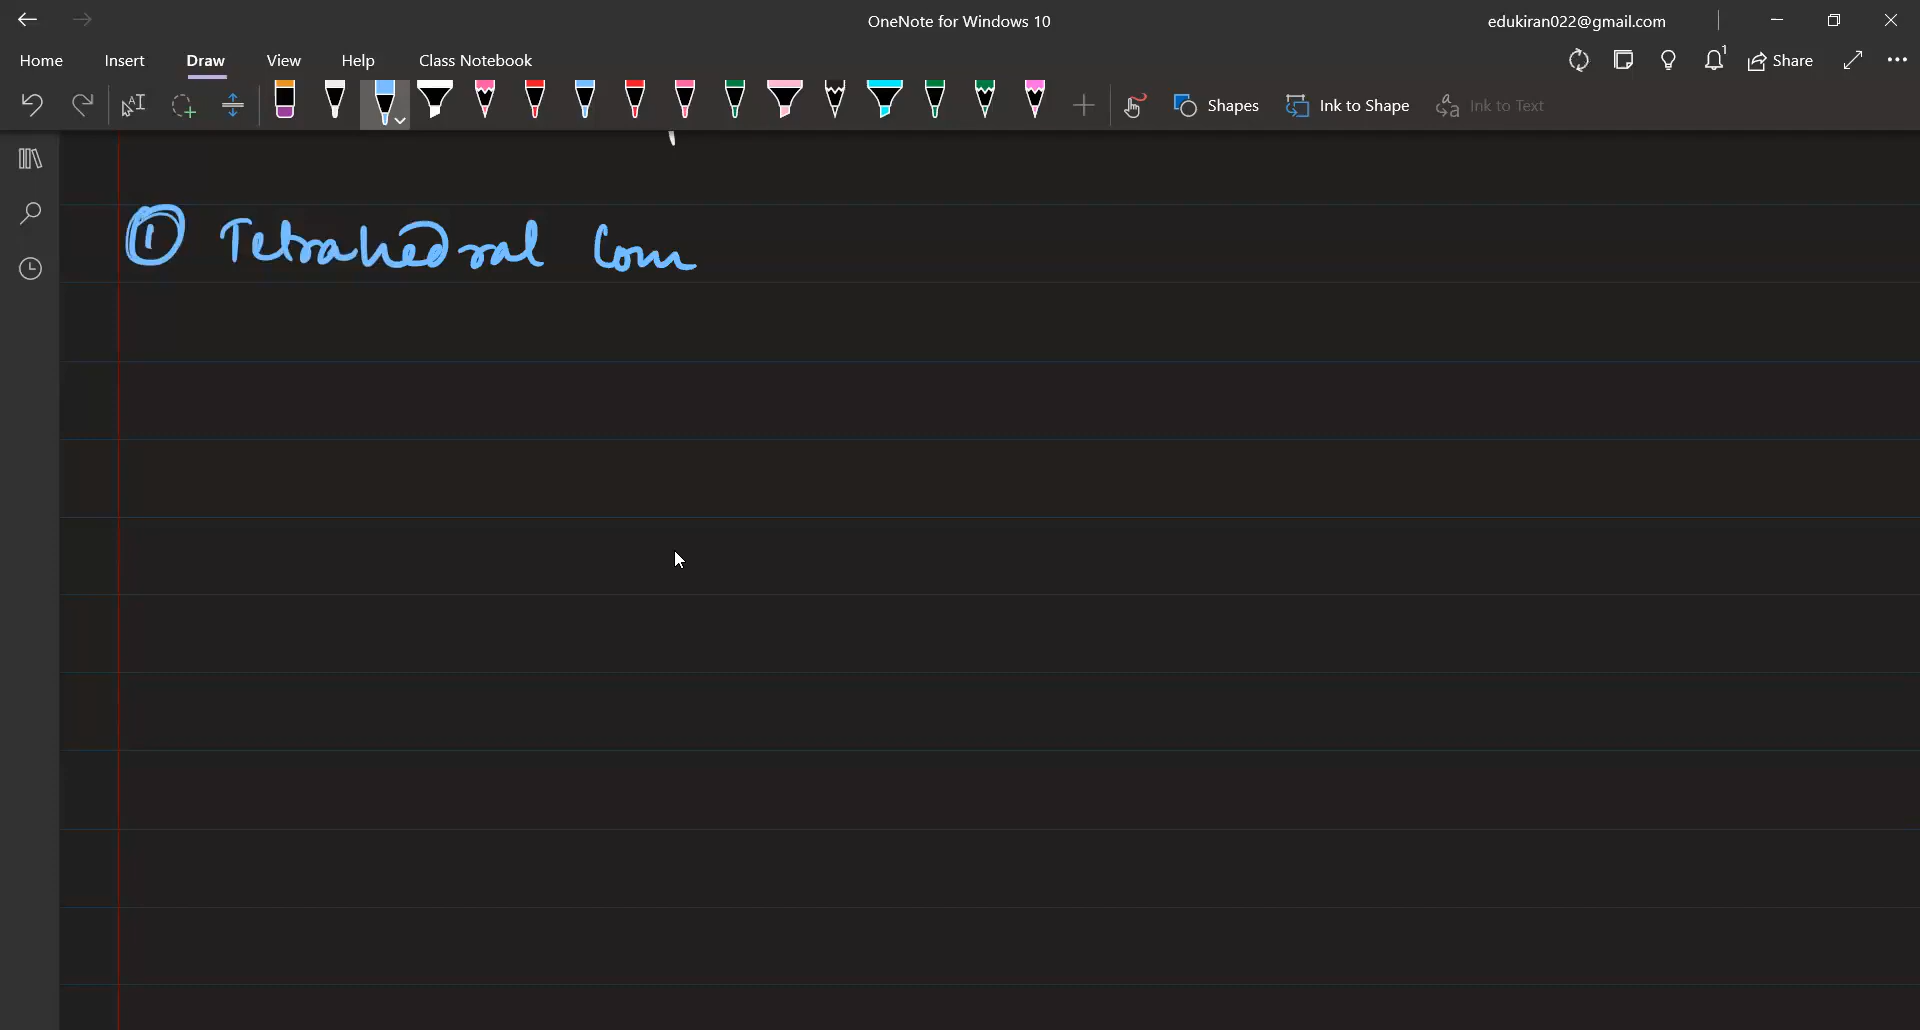 OneNote for Windows 10
edukiran022@gmail.com
Home Insert Draw View Help Class Notebook
1 Share
Shapes Ink to Shape Ink to Text
① Tetrahedral Com